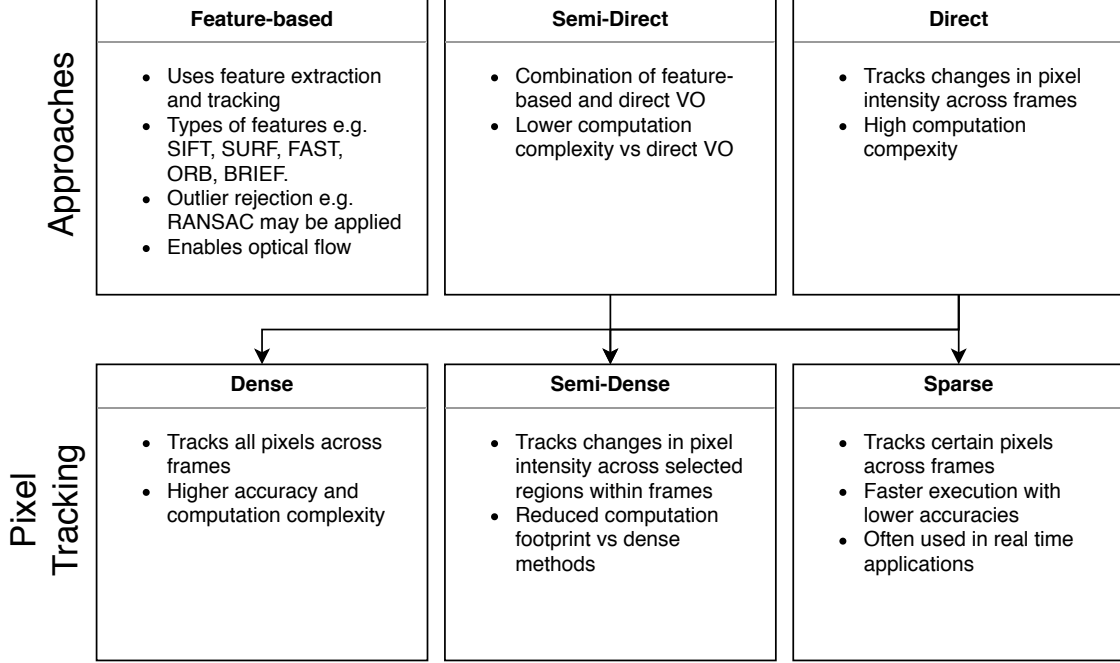 Approaches
Feature-based
• Uses feature extraction
and tracking
• Types of features e.g.
SIFT, SURF, FAST,
ORB, BRIEF.
• Outlier rejection e.g.
RANSAC may be applied
• Enables optical flow
Semi-Direct
• Combination of feature-
based and direct VO
• Lower computation
complexity vs direct VO
Direct
• Tracks changes in pixel
intensity across frames
• High computation
compexity
Pixel
Tracking
Dense
• Tracks all pixels across
frames
• Higher accuracy and
computation complexity
Semi-Dense
• Tracks changes in pixel
intensity across selected
regions within frames
• Reduced computation
footprint vs dense
methods
Sparse
• Tracks certain pixels
across frames
• Faster execution with
lower accuracies
• Often used in real time
applications